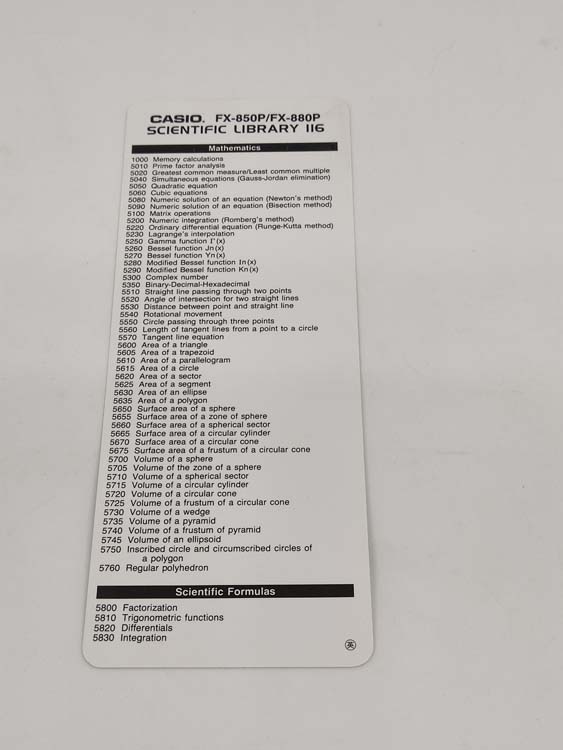 CASIO. FX-850P/FX-880P
SCIENTIFIC LIBRARY 116
Mathematics
1000 Memory calculations
5010 Prime factor analysis
5020 Greatest common measure/Least common multiple
5040 Simultaneous equations (Gauss-Jordan elimination)
5050 Quadratic equation
5060 Cubic equations
5080 Numeric solution of an equation (Newton's method)
5090 Numeric solution of an equation (Bisection method)
5100 Matrix operations
5200 Numeric integration (Romberg's method)
5220 Ordinary differential equation (Runge-Kutta method)
5230 Lagrange's interpolation
5250 Gamma function Γ(x)
5260 Bessel function Jn(x)
5270 Bessel function Yn(x)
5280 Modified Bessel function In(x)
5290 Modified Bessel function Kn(x)
5300 Complex number
5350 Binary-Decimal-Hexadecimal
5510 Straight line passing through two points
5520 Angle of intersection for two straight lines
5530 Distance between point and straight line
5540 Rotational movement
5550 Circle passing through three points
5560 Length of tangent lines from a point to a circle
5570 Tangent line equation
5600 Area of a triangle
5605 Area of a trapezoid
5610 Area of a parallelogram
5615 Area of a circle
5620 Area of a sector
5625 Area of a segment
5630 Area of an ellipse
5635 Area of a polygon
5650 Surface area of a sphere
5655 Surface area of a zone of sphere
5660 Surface area of a spherical sector
5665 Surface area of a circular cylinder
5670 Surface area of a circular cone
5675 Surface area of a frustum of a circular cone
5700 Volume of a sphere
5705 Volume of the zone of a sphere
5710 Volume of a spherical sector
5715 Volume of a circular cylinder
5720 Volume of a circular cone
5725 Volume of a frustum of a circular cone
5730 Volume of a wedge
5735 Volume of a pyramid
5740 Volume of a frustum of pyramid
5745 Volume of an ellipsoid
5750 Inscribed circle and circumscribed circles of
a polygon
5760 Regular polyhedron
Scientific Formulas
5800 Factorization
5810 Trigonometric functions
5820 Differentials
5830 Integration
英